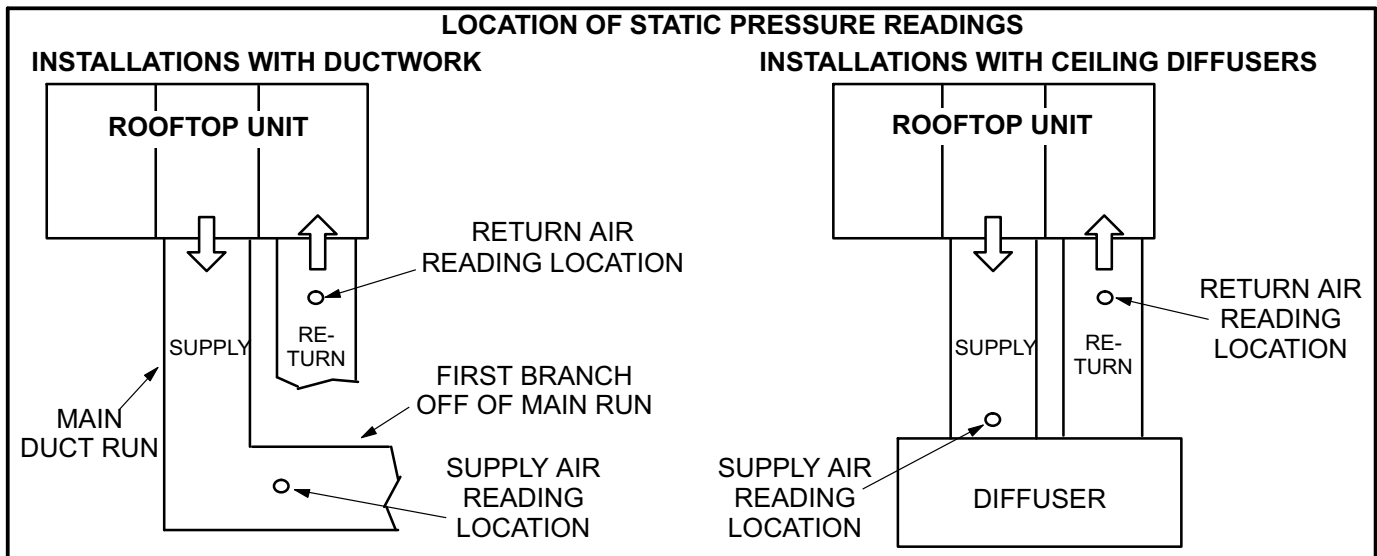 LOCATION OF STATIC PRESSURE READINGS
INSTALLATIONS WITH DUCTWORK
ROOFTOP UNIT
RETURN AIR
READING LOCATION
SUPPLY
RE-
TURN
FIRST BRANCH
OFF OF MAIN RUN
MAIN
DUCT RUN
SUPPLY AIR
READING
LOCATION
INSTALLATIONS WITH CEILING DIFFUSERS
ROOFTOP UNIT
RETURN AIR
READING
LOCATION
SUPPLY
RE-
TURN
SUPPLY AIR
READING
LOCATION
DIFFUSER